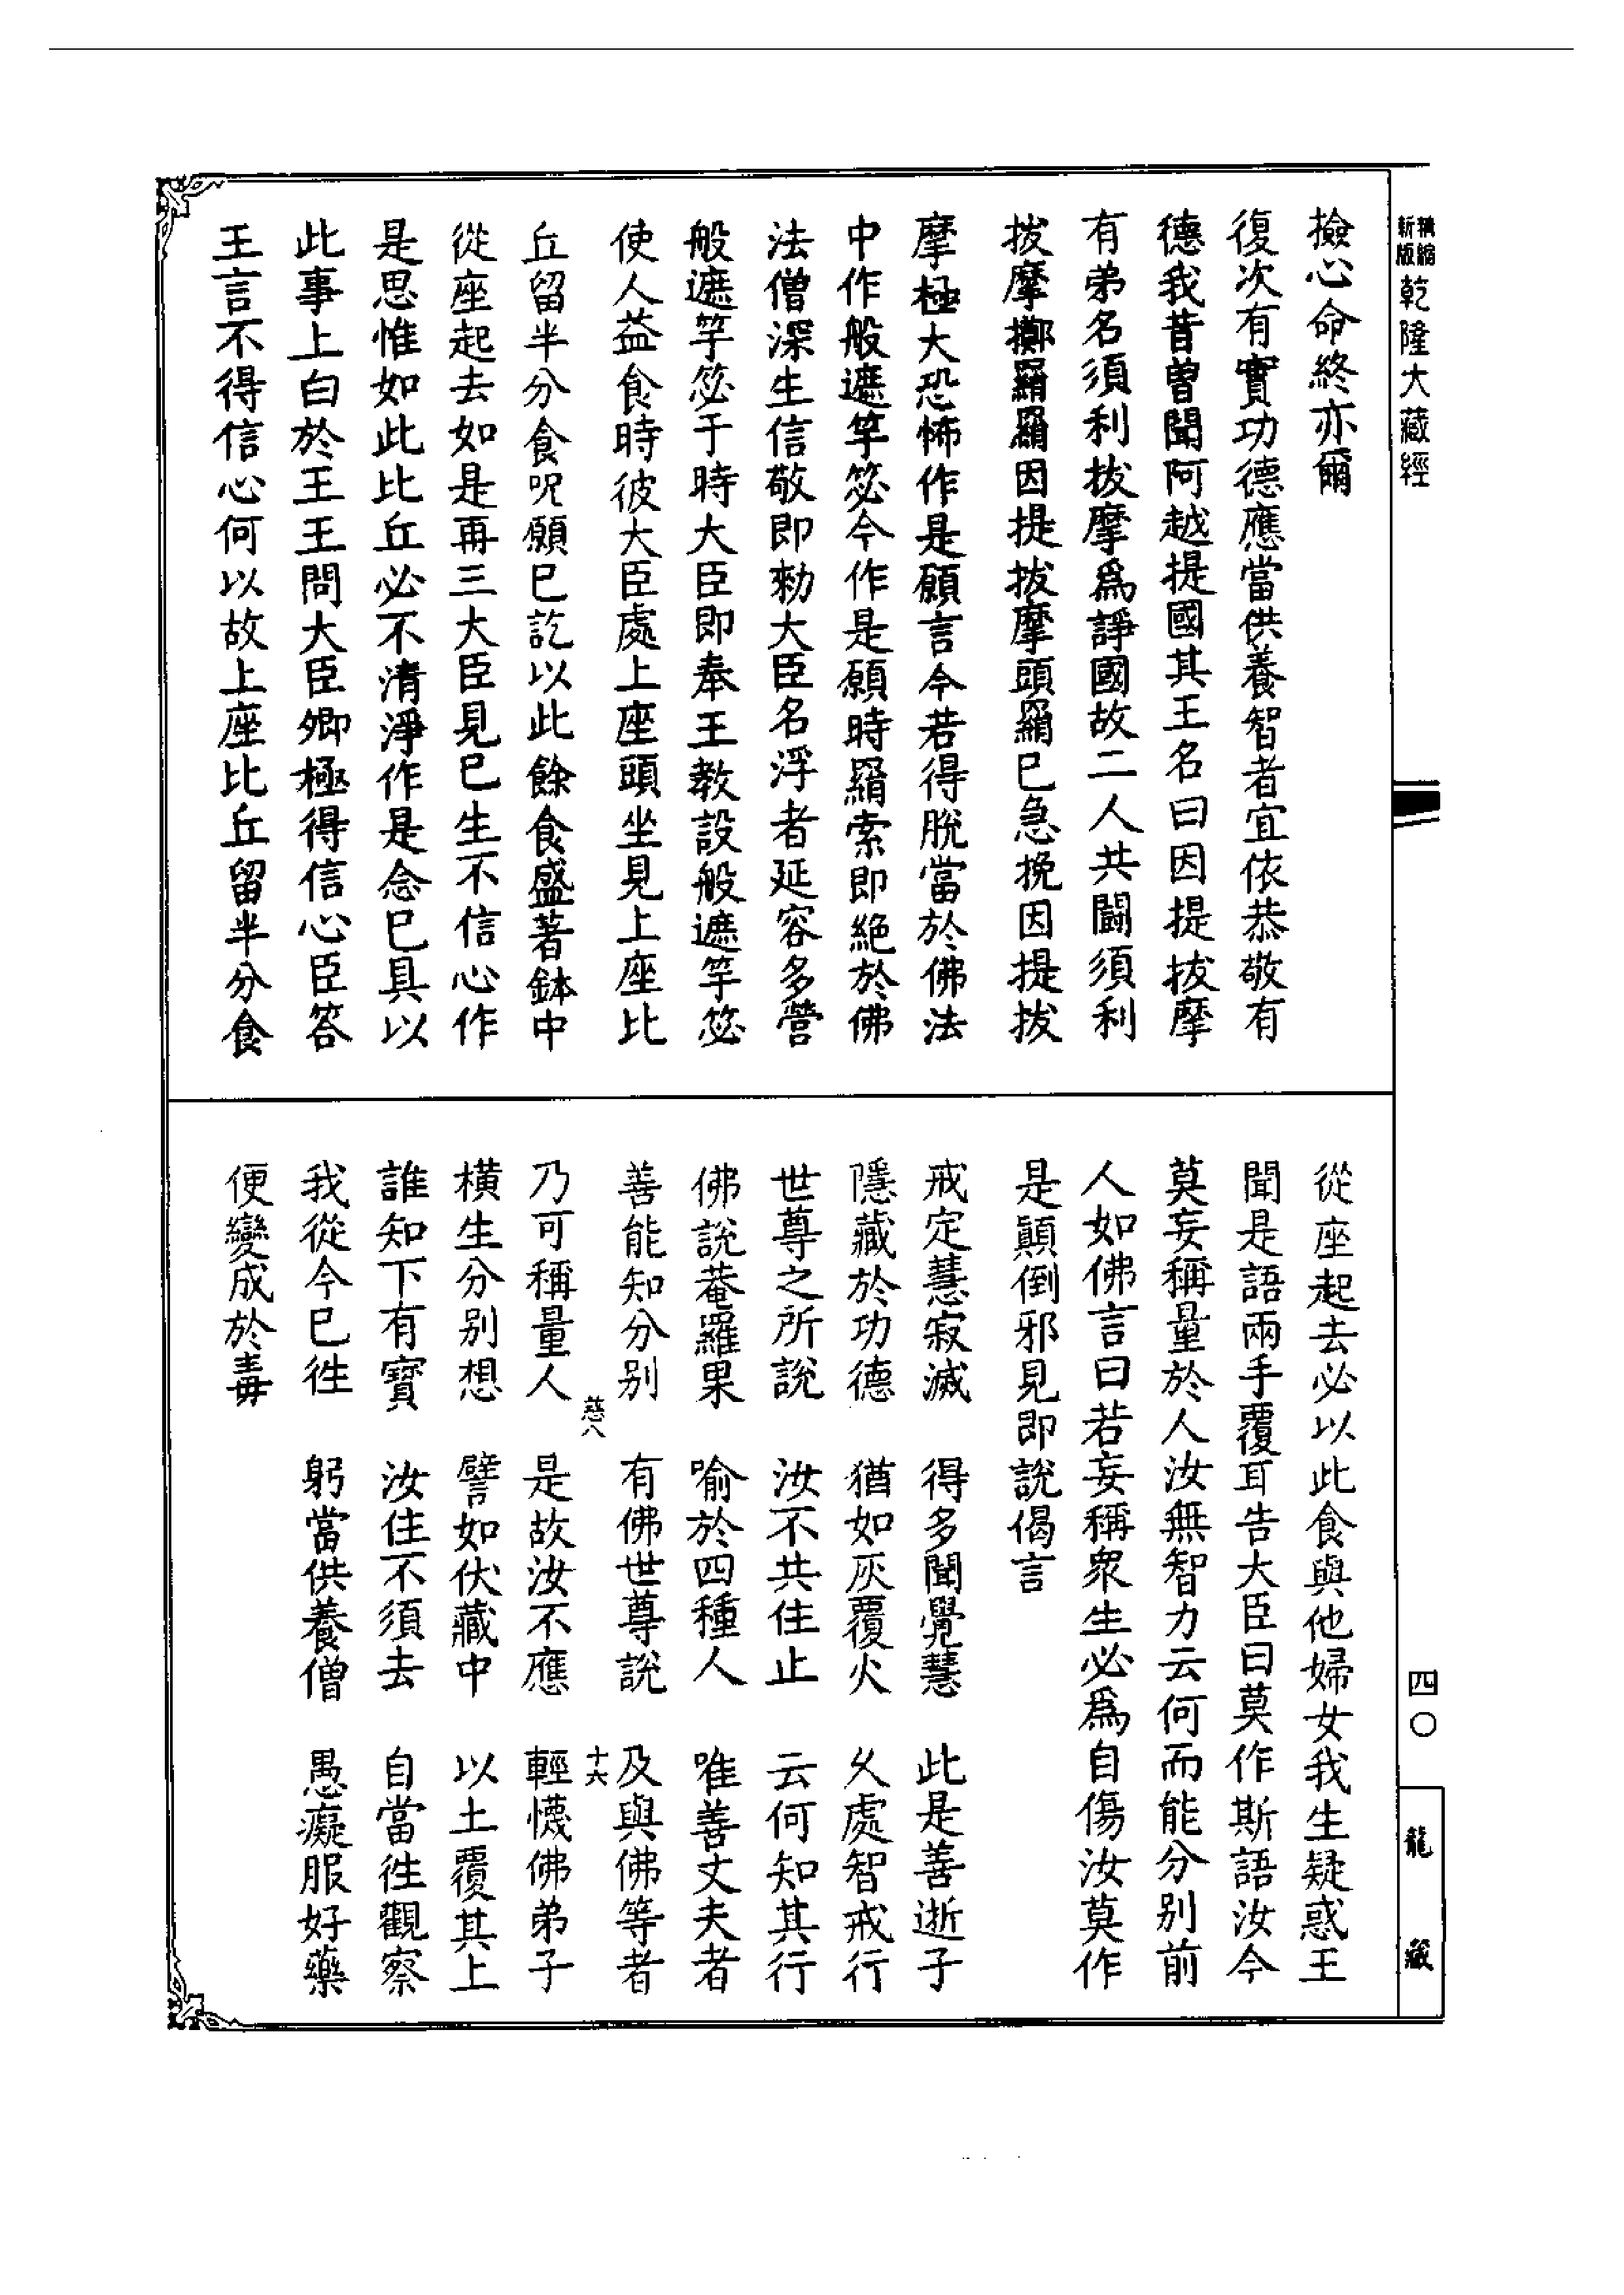 精縮新版 乾隆大藏經
撿心命終亦爾
復次有實功德應當供養智者宜依恭敬有
德我昔曾聞阿越提國其王名曰因提拔摩
有弟名須利拔摩爲諍國故二人共鬪須利
拔摩擲羂羂因提拔摩頭羂已急挽因提拔
摩極大恐怖作是願言今若得脫當於佛法
中作般遮竿𥬠今作是願時羂索即絕於佛
法僧深生信敬即勑大臣名浮者延容多營
般遮竿𥬠于時大臣即奉王教設般遮竿𥬠
使人益食時彼大臣處上座頭坐見上座比
丘留半分食呪願已訖以此餘食盛著鉢中
從座起去如是再三大臣見已生不信心作
是思惟如此比丘必不清淨作是念已具以
此事上白於王王問大臣卿極得信心臣答
王言不得信心何以故上座比丘留半分食
從座起去必以此食與他婦女我生疑惑王
聞是語兩手覆耳告大臣曰莫作斯語汝今
莫妄稱量於人汝無智力云何而能分別前
人如佛言曰若妄稱衆生必爲自傷汝莫作
是顚倒邪見即說偈言
戒定慧寂滅 得多聞覺慧 此是善逝子
隱藏於功德 猶如灰覆火 久處智戒行
世尊之所說 汝不共住止 云何知其行
佛說菴羅果 喻於四種人 唯善丈夫者
善能知分別 有佛世尊說 及與佛等者
慈八 十六
乃可稱量人 是故汝不應 輕懱佛弟子
橫生分別想 譬如伏藏中 以土覆其上
誰知下有寶 汝住不須去 自當徃觀察
我從今已徃 躬當供養僧 愚癡服好藥
便變成於毒
四〇
龍藏